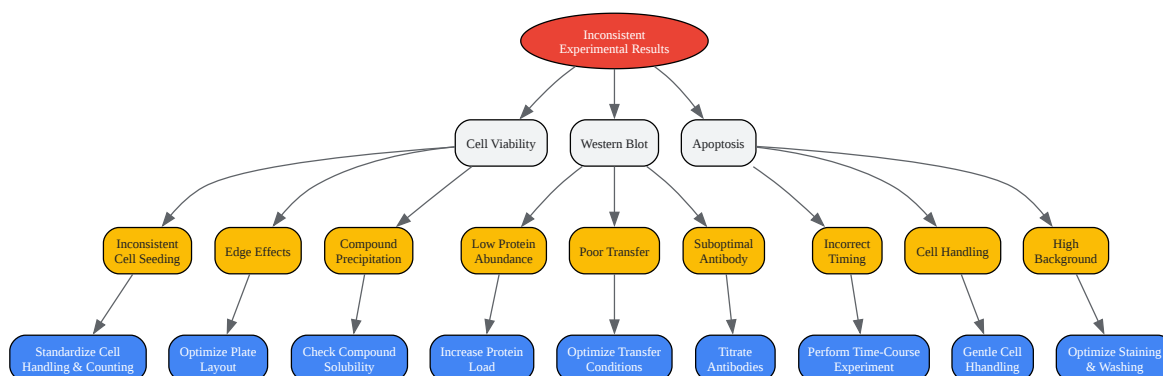 Inconsistent
Experimental Results
Cell Viability
Western Blot
Apoptosis
Inconsistent
Cell Seeding
Edge Effects
Compound
Precipitation
Low Protein
Abundance
Poor Transfer
Suboptimal
Antibody
Incorrect
Timing
Cell Handling
High
Background
Standardize Cell
Handling & Counting
Optimize Plate
Layout
Check Compound
Solubility
Increase Protein
Load
Optimize Transfer
Conditions
Titrate
Antibodies
Perform Time-Course
Experiment
Gentle Cell
Hhandling
Optimize Staining
& Washing